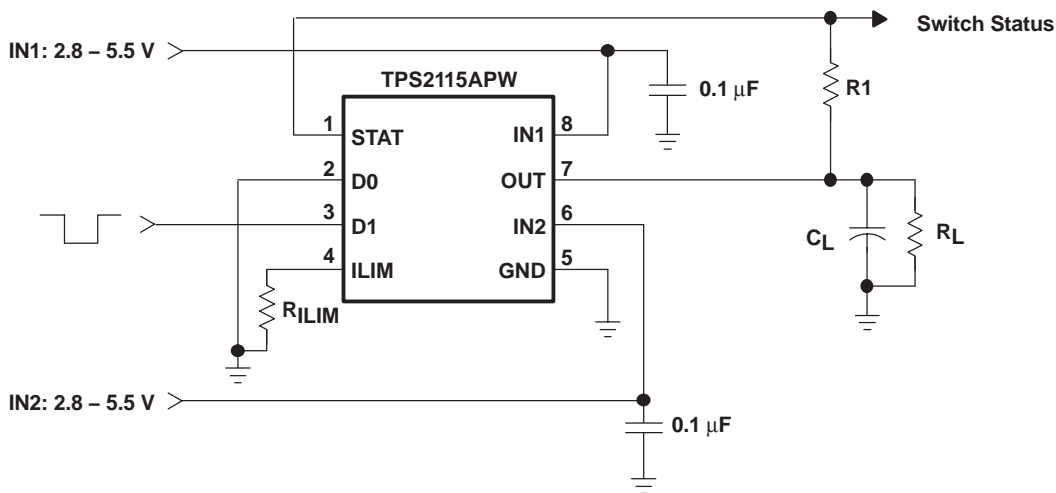 Switch Status
IN1: 2.8 – 5.5 V
TPS2115APW
0.1 µF
R1
1
STAT
IN1
8
2
D0
OUT
7
3
D1
IN2
6
4
ILIM
GND
5
CL
RL
RILIM
IN2: 2.8 – 5.5 V
0.1 µF